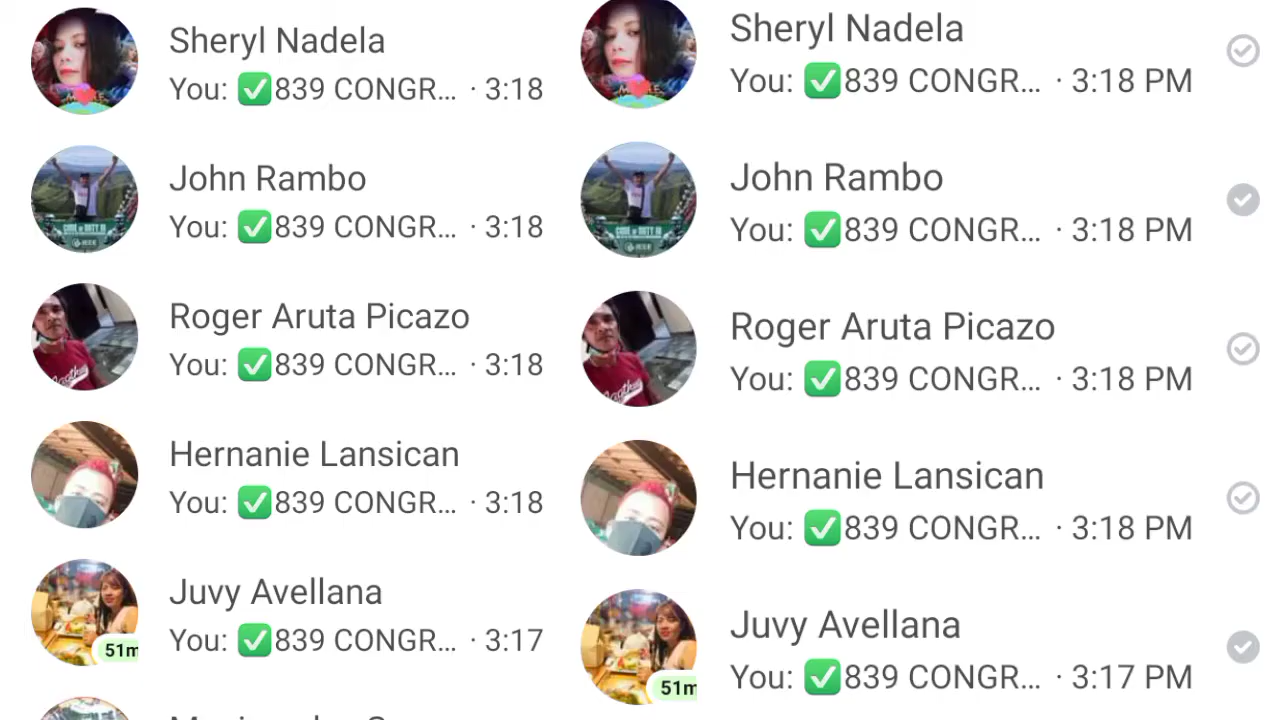 Sheryl Nadela
You: ✅839 CONGR... · 3:18
John Rambo
You: ✅839 CONGR... · 3:18
Roger Aruta Picazo
You: ✅839 CONGR... · 3:18
Hernanie Lansican
You: ✅839 CONGR... · 3:18
Juvy Avellana
You: ✅839 CONGR... · 3:17
51m
Sheryl Nadela
You: ✅839 CONGR... · 3:18 PM
John Rambo
You: ✅839 CONGR... · 3:18 PM
Roger Aruta Picazo
You: ✅839 CONGR... · 3:18 PM
Hernanie Lansican
You: ✅839 CONGR... · 3:18 PM
Juvy Avellana
You: ✅839 CONGR... · 3:17 PM
51m